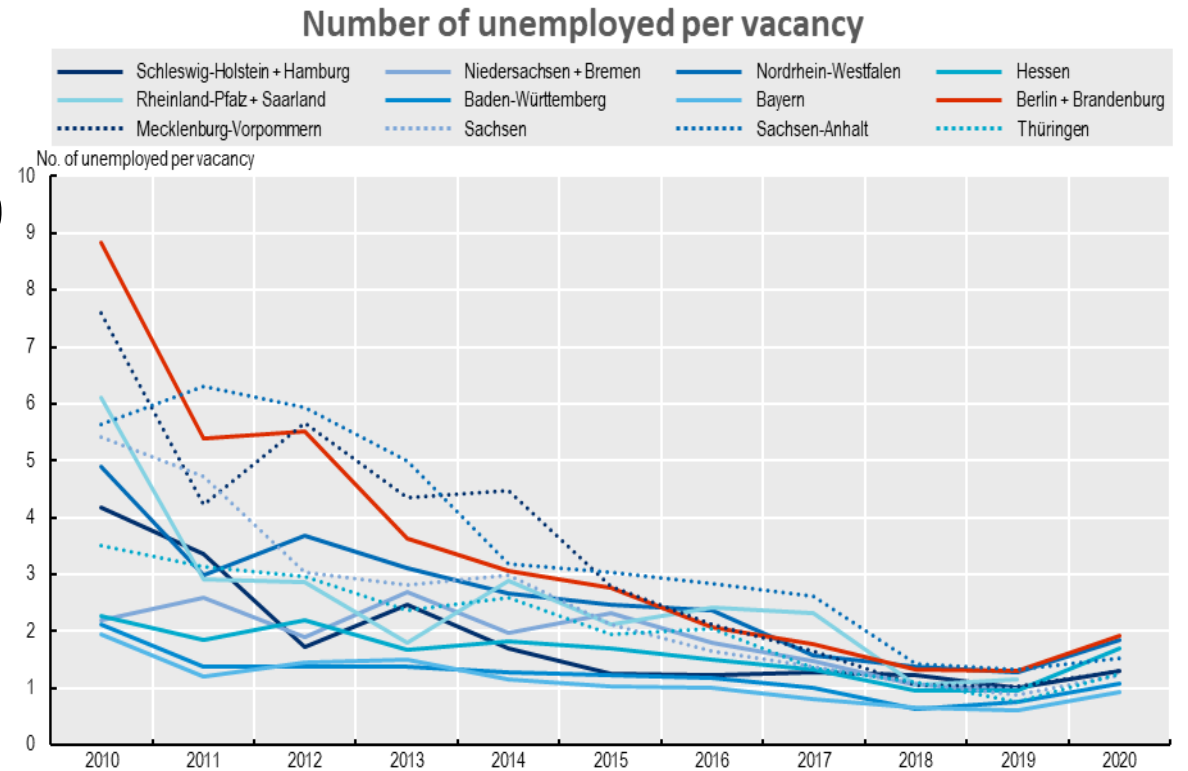 Number of unemployed per vacancy
Schleswig-Holstein + Hamburg Niedersachsen + Bremen Nordrhein-Westfalen Hessen
Rheinland-Pfalz + Saarland Baden-Württemberg Bayern Berlin + Brandenburg
Mecklenburg-Vorpommern Sachsen Sachsen-Anhalt Thüringen
No. of unemployed per vacancy
10
)
9
8
7
6
5
4
3
2
1
0
2010 2011 2012 2013 2014 2015 2016 2017 2018 2019 2020